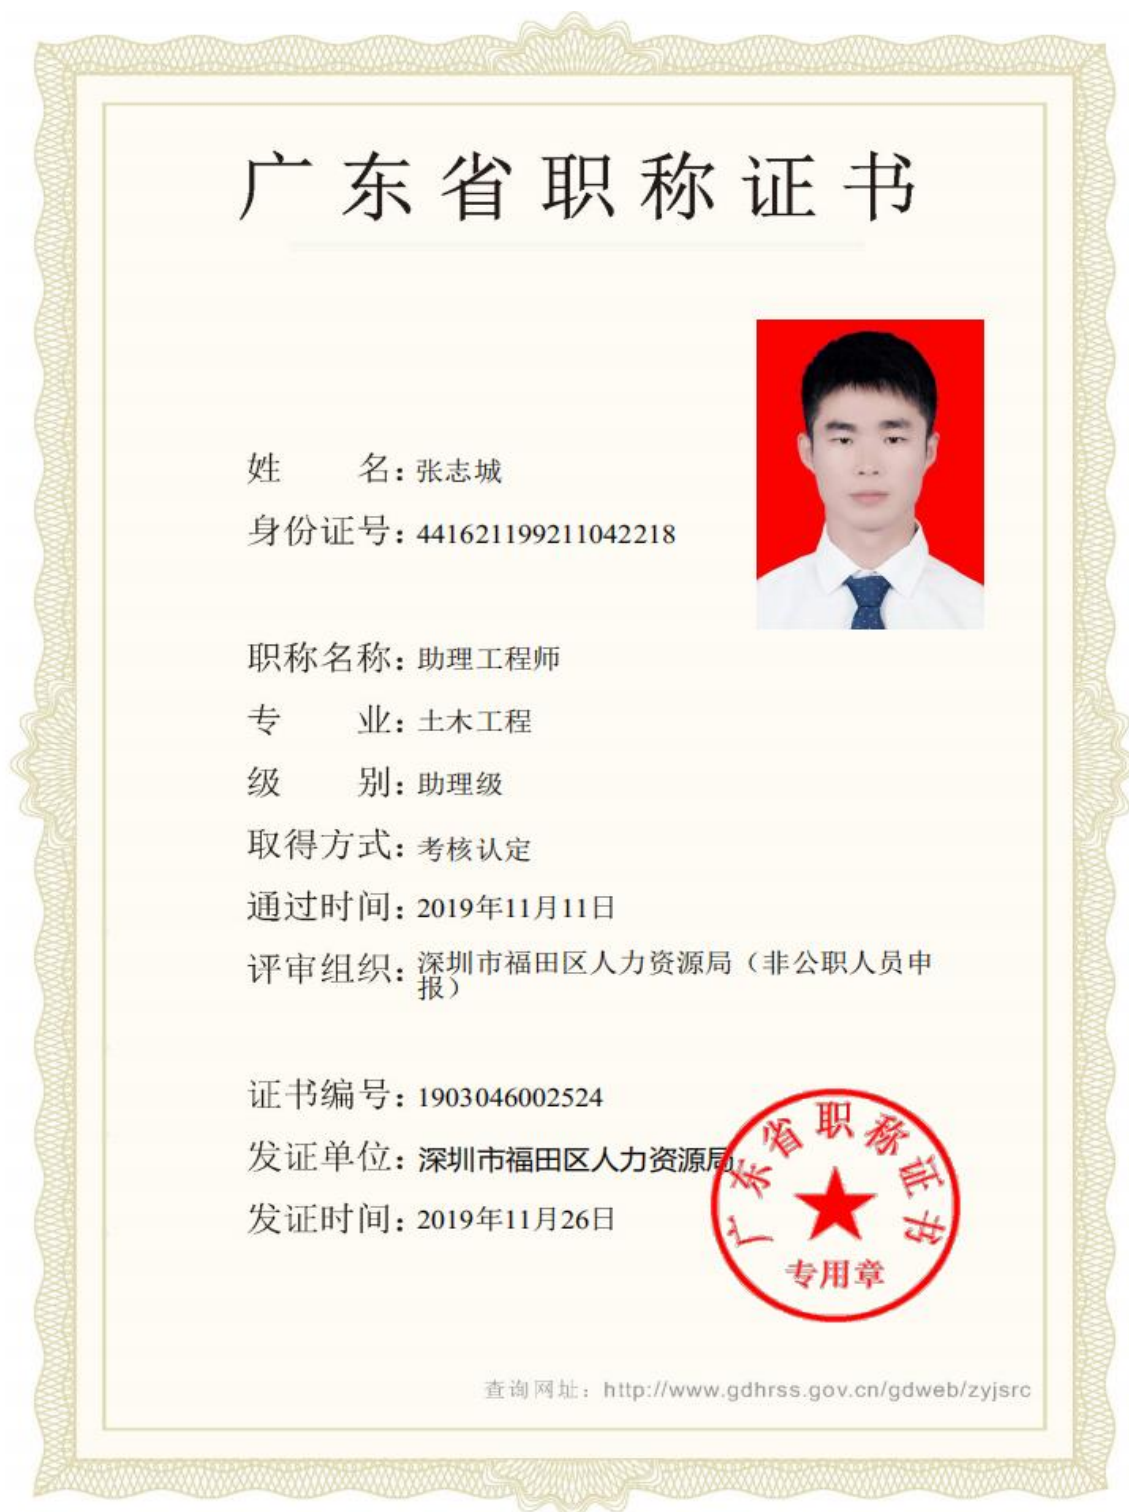 广东省职称证书
姓 名：张志城
身份证号：441621199211042218
职称名称：助理工程师
专 业：土木工程
级 别：助理级
取得方式：考核认定
通过时间：2019年11月11日
评审组织：深圳市福田区人力资源局（非公职人员申
报）
证书编号：1903046002524
发证单位：深圳市福田区人力资源局
发证时间：2019年11月26日
广东省职称证书
专用章
查询网址：http://www.gdhrss.gov.cn/gdweb/zyjsrc